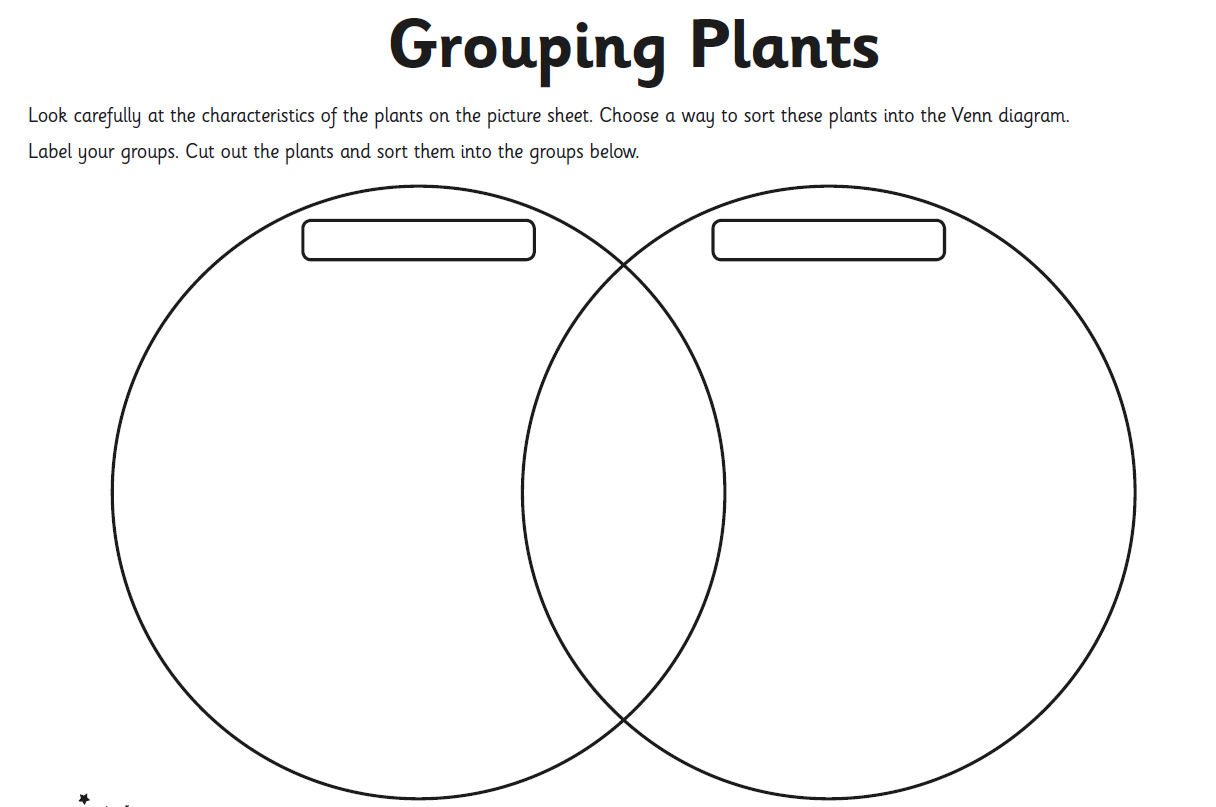 Grouping Plants
Look carefully at the characteristics of the plants on the picture sheet. Choose a way to sort these plants into the Venn diagram.
Label your groups. Cut out the plants and sort them into the groups below.